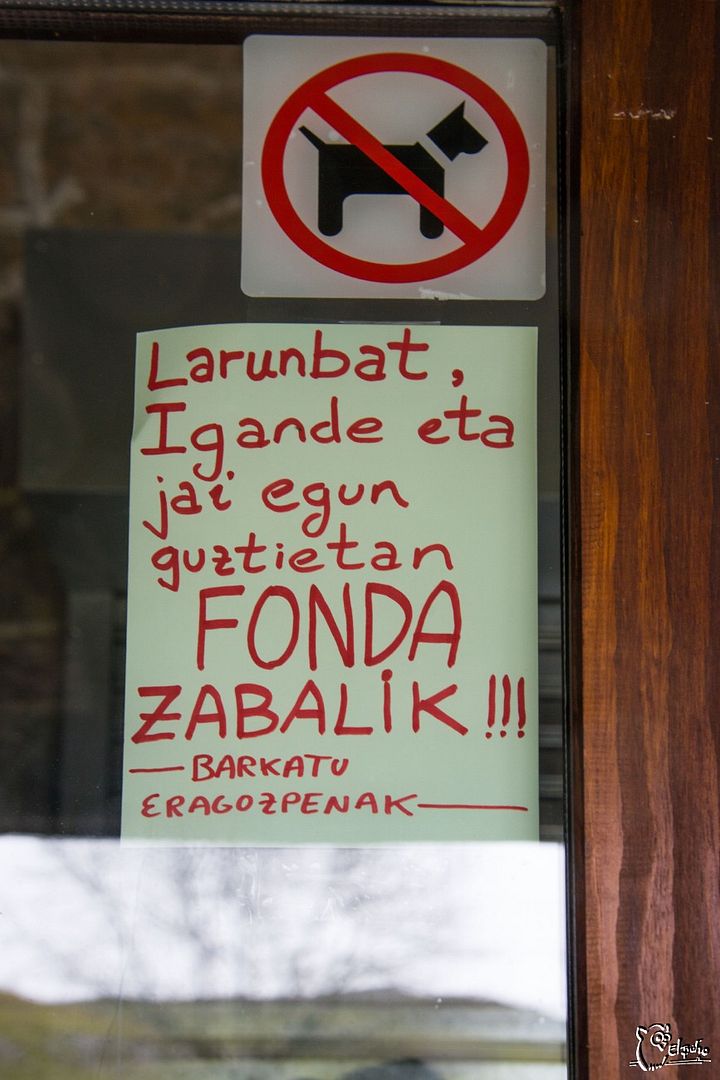 Larunbat,
Igande eta
jai egun
guztietan
FONDA
ZABALIK!!!
— BARKATU
ERAGOZPENAK —